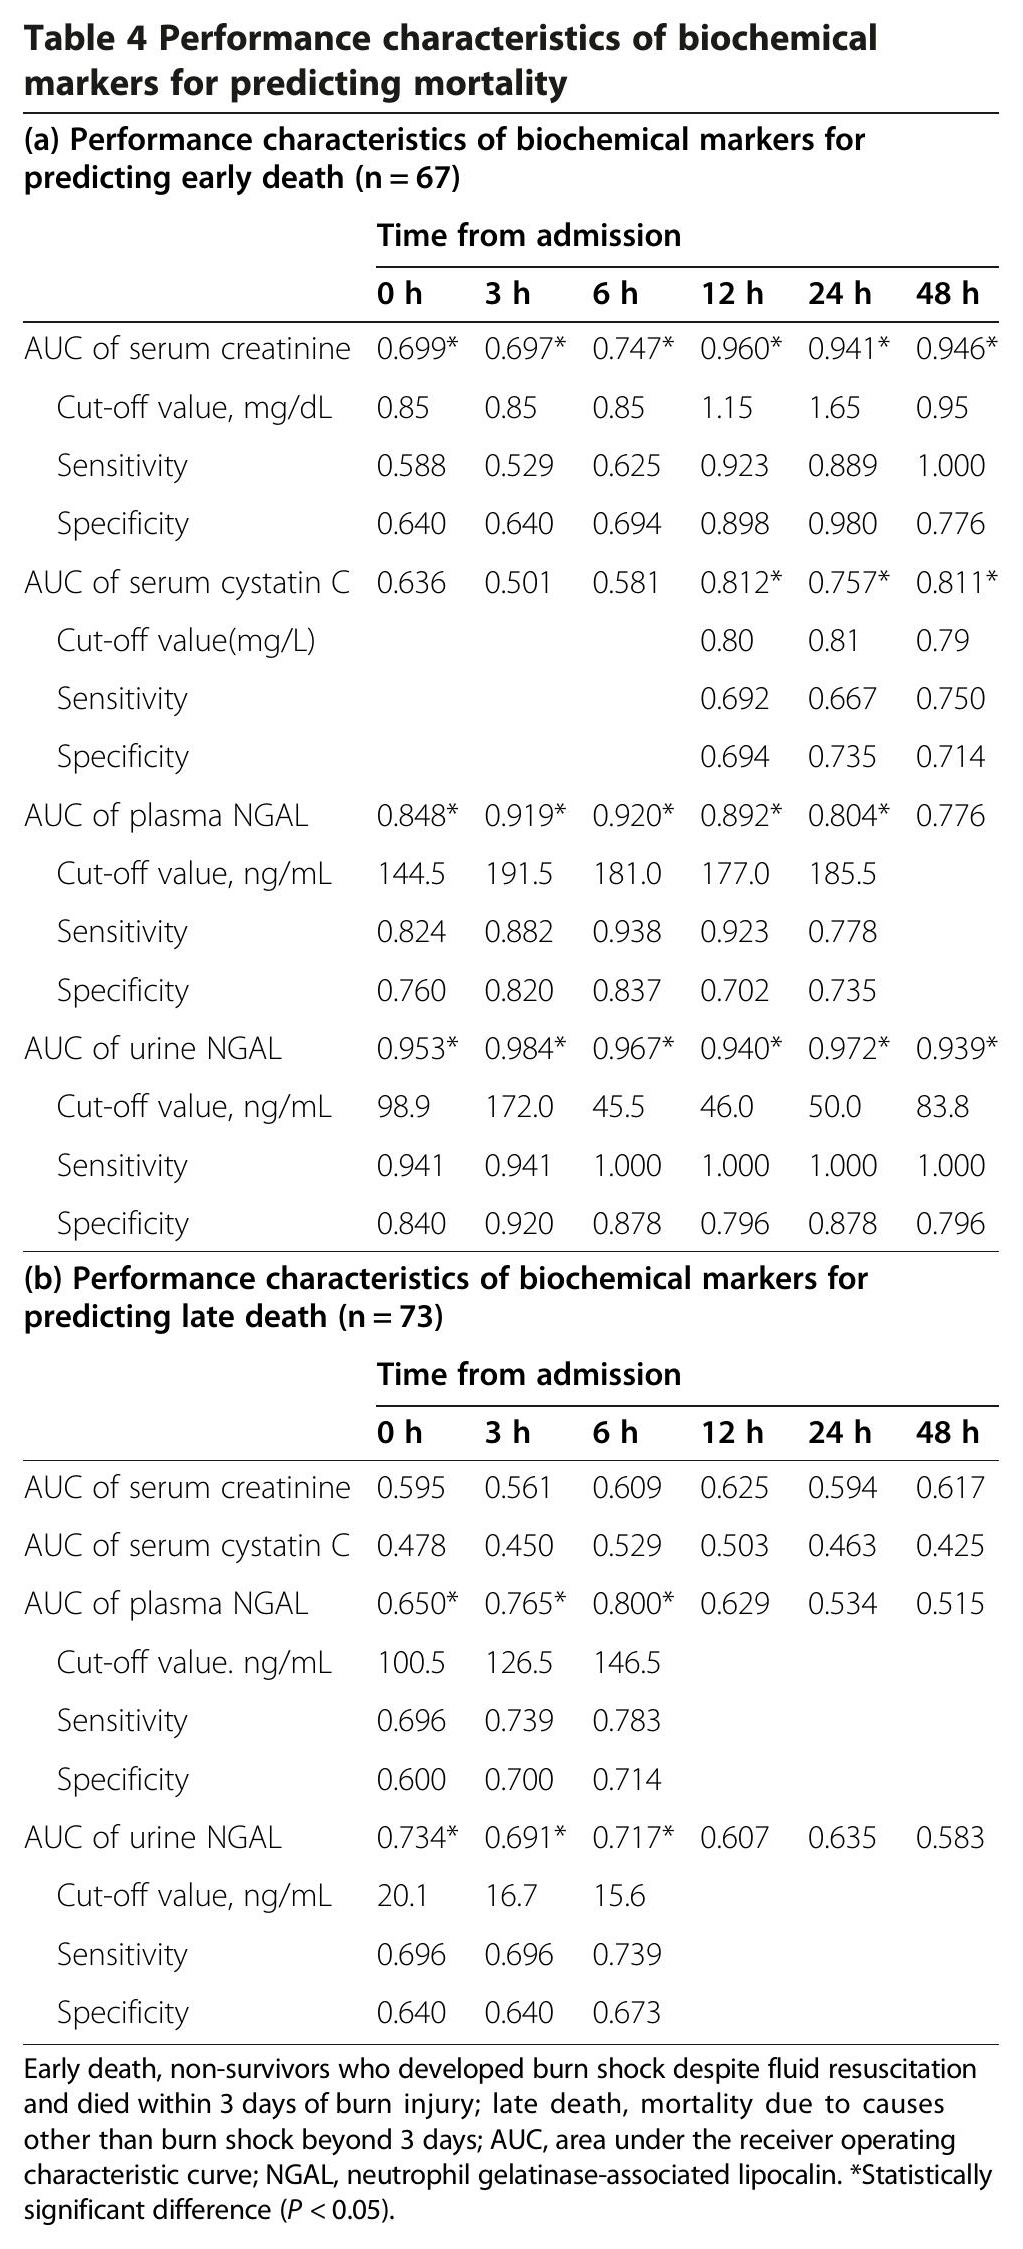 Table 4 Performance characteristics of biochemical
markers for predicting mortality
(a) Performance characteristics of biochemical markers for
predicting early death (n = 67)
Time from admission
0 h 3 h 6 h 12 h 24 h 48 h
AUC of serum creatinine 0.699* 0.697* 0.747* 0.960* 0.941* 0.946*
Cut-off value, mg/dL 0.85 0.85 0.85 1.15 1.65 0.95
Sensitivity 0.588 0.529 0.625 0.923 0.889 1.000
Specificity 0.640 0.640 0.694 0.898 0.980 0.776
AUC of serum cystatin C 0.636 0.501 0.581 0.812* 0.757* 0.811*
Cut-off value(mg/L) 0.80 0.81 0.79
Sensitivity 0.692 0.667 0.750
Specificity 0.694 0.735 0.714
AUC of plasma NGAL 0.848* 0.919* 0.920* 0.892* 0.804* 0.776
Cut-off value, ng/mL 144.5 191.5 181.0 177.0 185.5
Sensitivity 0.824 0.882 0.938 0.923 0.778
Specificity 0.760 0.820 0.837 0.702 0.735
AUC of urine NGAL 0.953* 0.984* 0.967* 0.940* 0.972* 0.939*
Cut-off value, ng/mL 98.9 172.0 45.5 46.0 50.0 83.8
Sensitivity 0.941 0.941 1.000 1.000 1.000 1.000
Specificity 0.840 0.920 0.878 0.796 0.878 0.796
(b) Performance characteristics of biochemical markers for
predicting late death (n = 73)
Time from admission
0 h 3 h 6 h 12 h 24 h 48 h
AUC of serum creatinine 0.595 0.561 0.609 0.625 0.594 0.617
AUC of serum cystatin C 0.478 0.450 0.529 0.503 0.463 0.425
AUC of plasma NGAL 0.650* 0.765* 0.800* 0.629 0.534 0.515
Cut-off value. ng/mL 100.5 126.5 146.5
Sensitivity 0.696 0.739 0.783
Specificity 0.600 0.700 0.714
AUC of urine NGAL 0.734* 0.691* 0.717* 0.607 0.635 0.583
Cut-off value, ng/mL 20.1 16.7 15.6
Sensitivity 0.696 0.696 0.739
Specificity 0.640 0.640 0.673
Early death, non-survivors who developed burn shock despite fluid resuscitation
and died within 3 days of burn injury; late death, mortality due to causes
other than burn shock beyond 3 days; AUC, area under the receiver operating
characteristic curve; NGAL, neutrophil gelatinase-associated lipocalin. *Statistically
significant difference (P < 0.05).